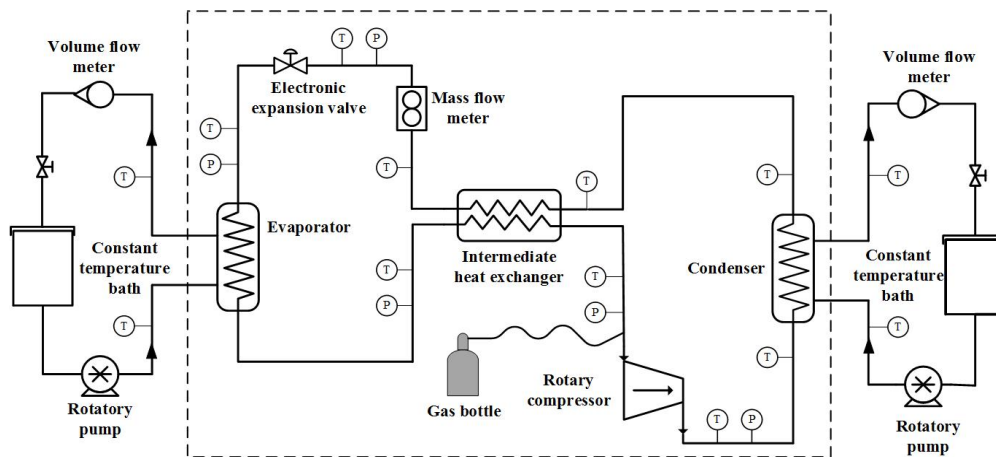 Volume flow
meter
T
P
Electronic
expansion valve
Mass flow
meter
Volume flow
meter
T
P
T
T
T
T
T
Evaporator
Intermediate
heat exchanger
Condenser
Constant
temperature
bath
Constant
temperature
bath
T
T
P
P
T
T
T
Gas bottle
Rotary
compressor
Rotatory
pump
T
P
Rotatory
pump